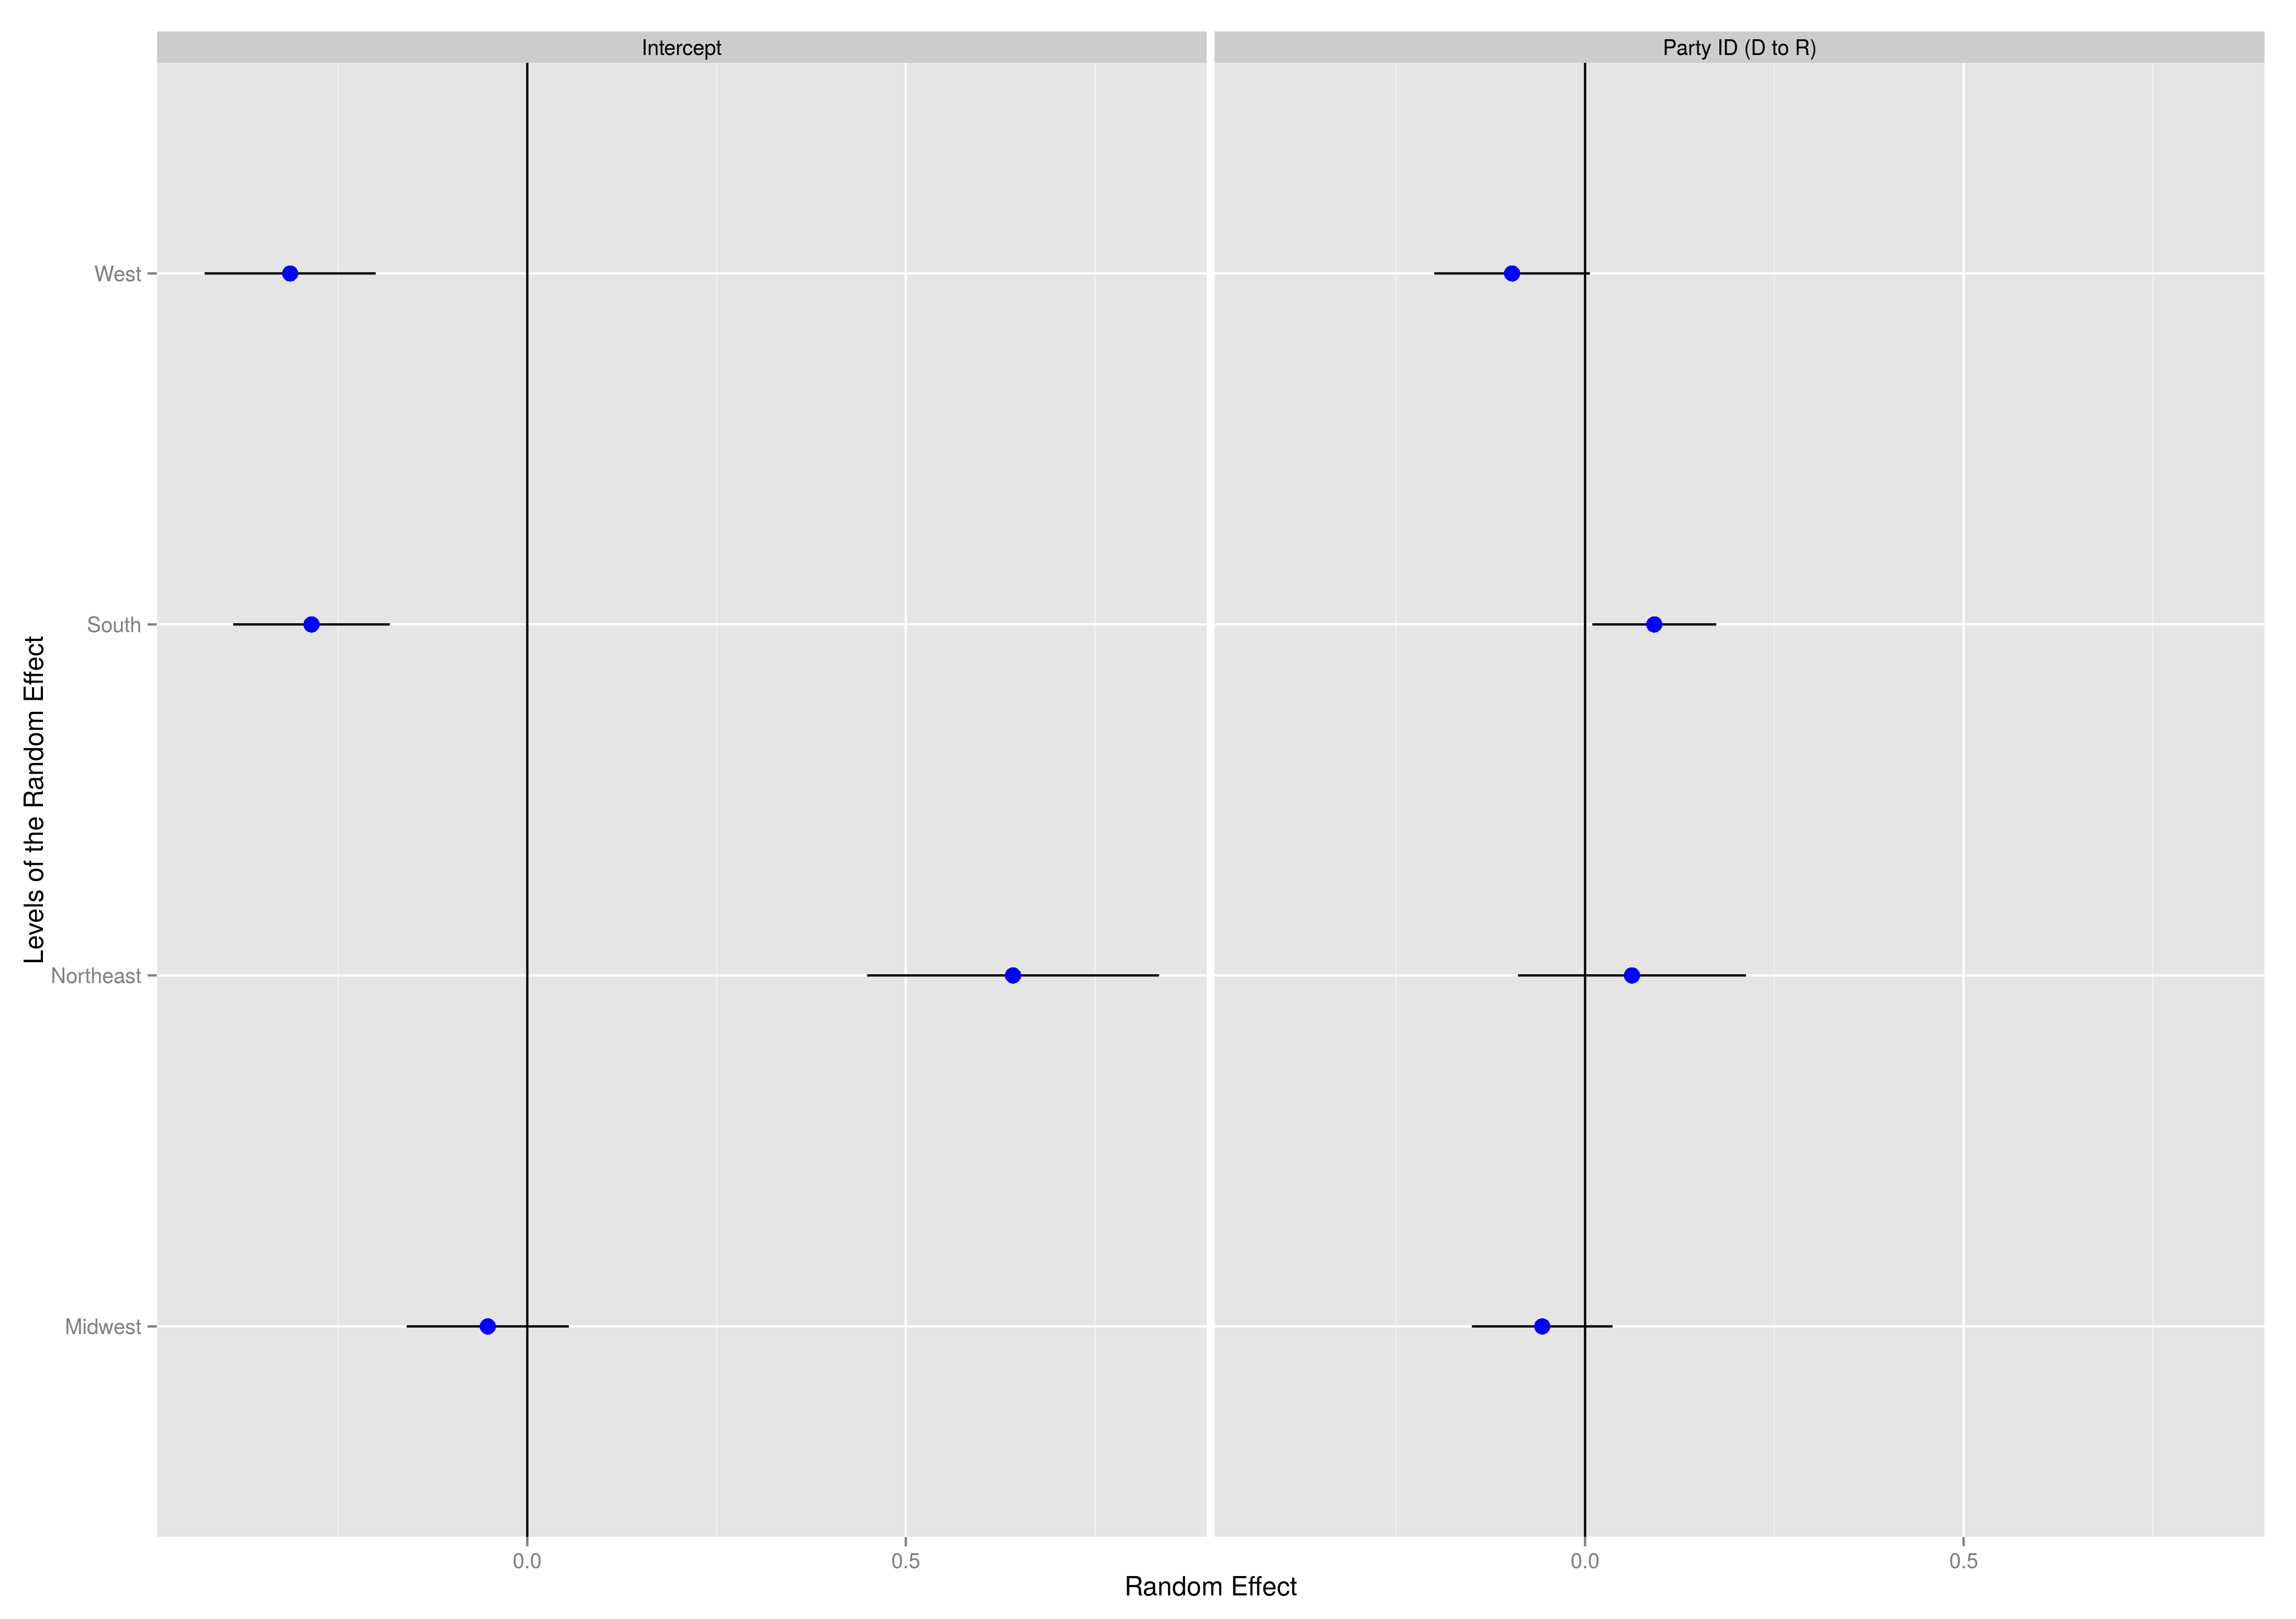 Intercept
Party ID (D to R)
Levels of the Random Effect
West
South
Northeast
Midwest
0.0
0.5
0.0
0.5
Random Effect